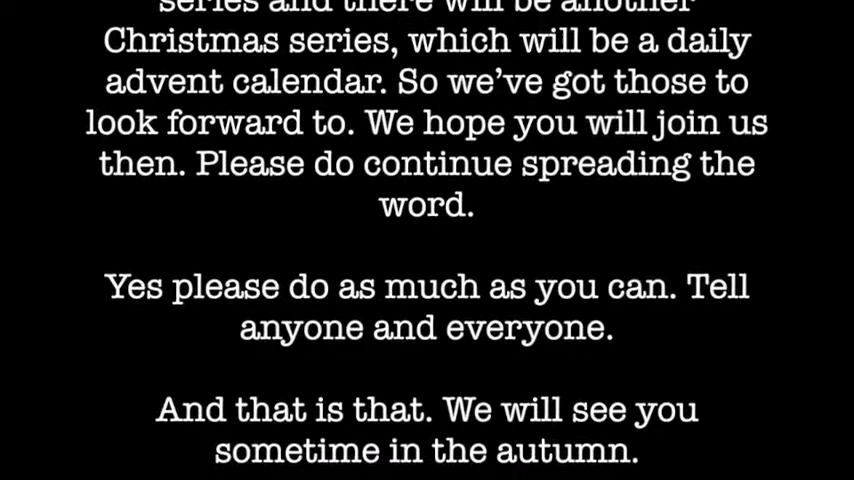 series and there will be another
Christmas series, which will be a daily
advent calendar. So we’ve got those to
look forward to. We hope you will join us
then. Please do continue spreading the
word.
Yes please do as much as you can. Tell
anyone and everyone.
And that is that. We will see you
sometime in the autumn.